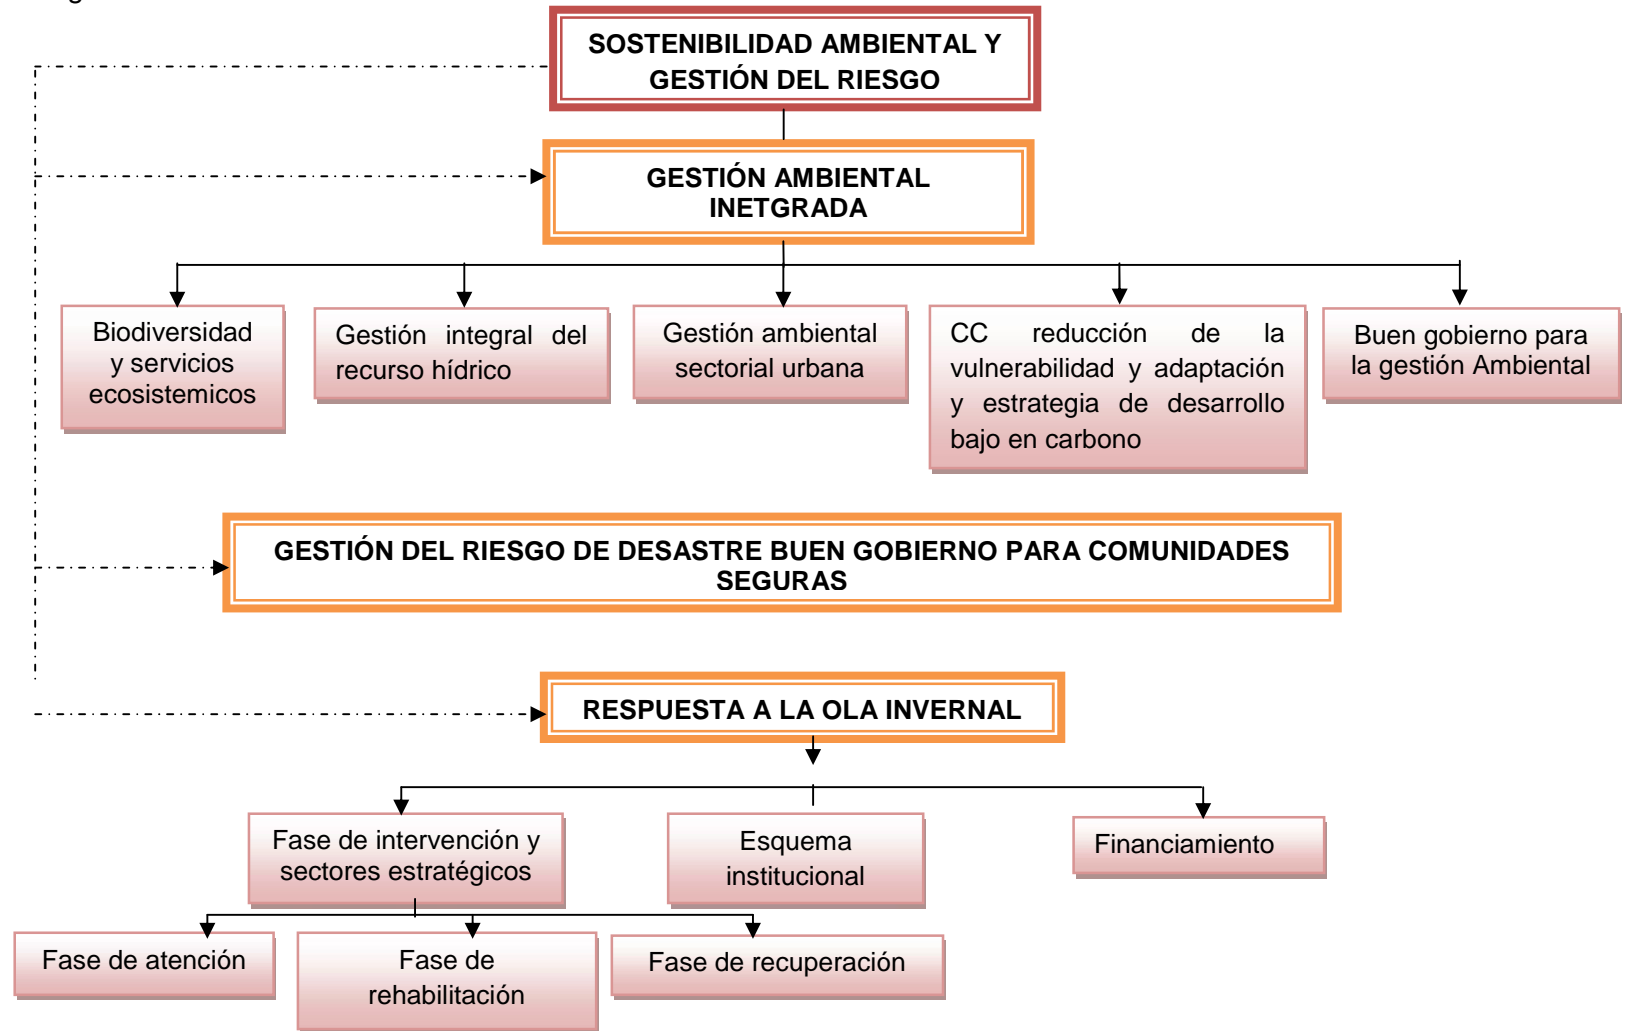 SOSTENIBILIDAD AMBIENTAL Y
GESTIÓN DEL RIESGO
GESTIÓN AMBIENTAL
INETGRADA
Biodiversidad
y servicios
ecosistemicos
Gestión integral del
recurso hídrico
Gestión ambiental
sectorial urbana
CC reducción de la
vulnerabilidad y adaptación
y estrategia de desarrollo
bajo en carbono
Buen gobierno para
la gestión Ambiental
GESTIÓN DEL RIESGO DE DESASTRE BUEN GOBIERNO PARA COMUNIDADES
SEGURAS
RESPUESTA A LA OLA INVERNAL
Fase de intervención y
sectores estratégicos
Esquema
institucional
Financiamiento
Fase de atención
Fase de
rehabilitación
Fase de recuperación